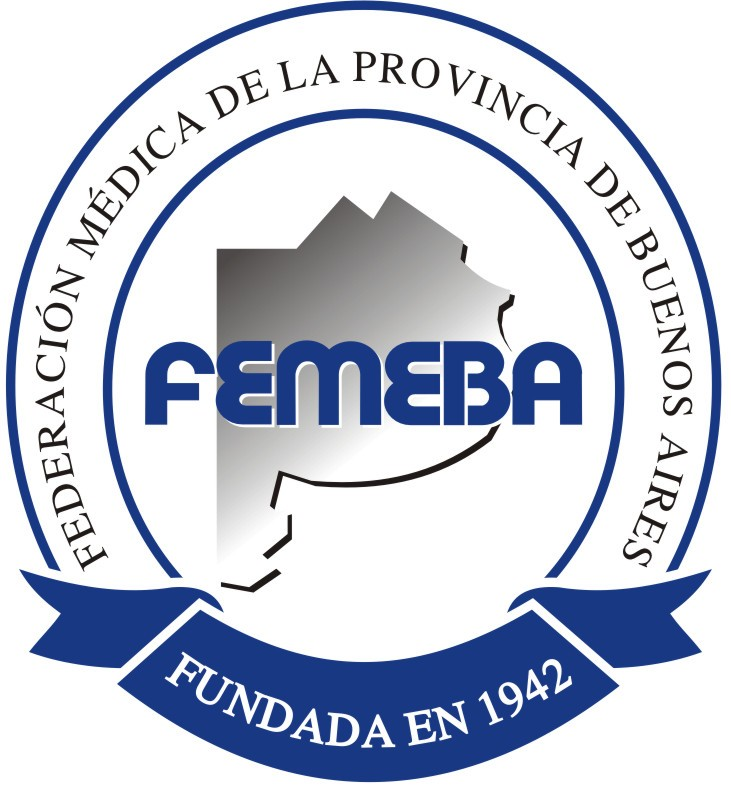 FEDERACIÓN MÉDICA DE LA PROVINCIA DE BUENOS AIRES
FEMEBA
FUNDADA EN 1942